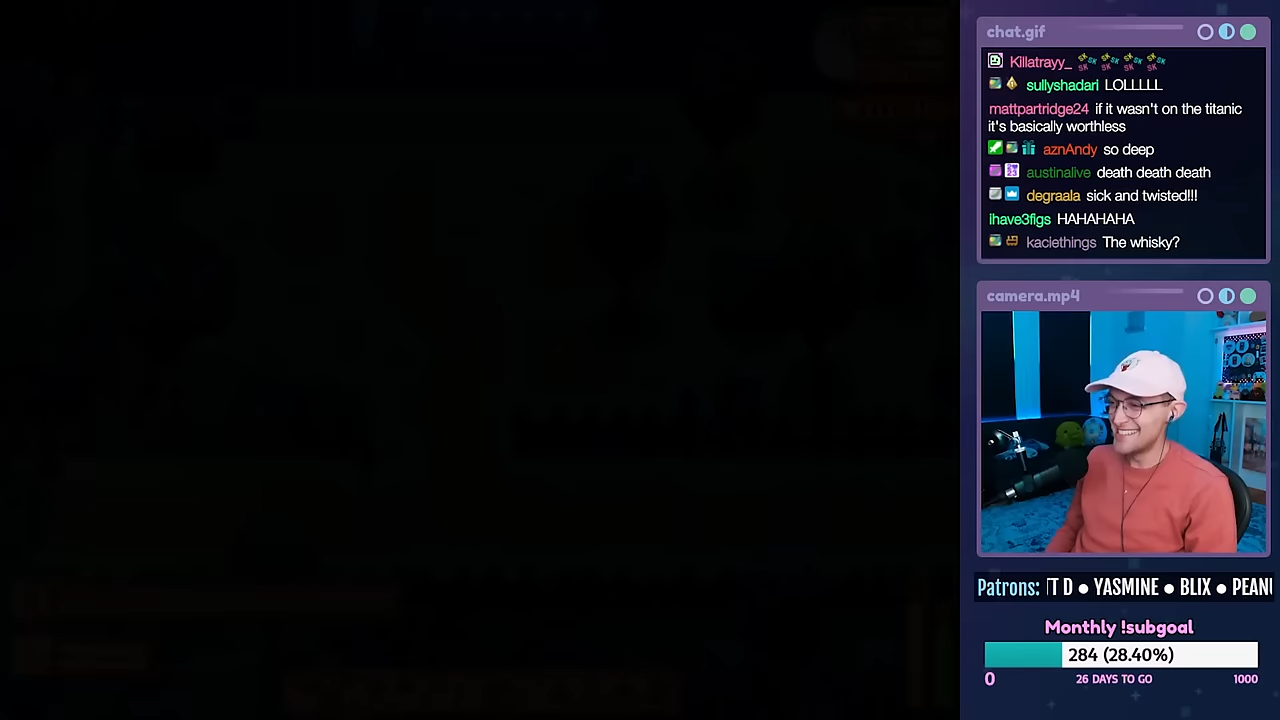 chat.gif
Killatrayy_
sullyshadari LOLLLLL
mattpartridge24 if it wasn't on the titanic
it's basically worthless
aznAndy so deep
austinalive death death death
degraala sick and twisted!!!
ihave3figs HAHAHAHA
kaciethings The whisky?
camera.mp4
Patrons: T D ● YASMINE ● BLIX ● PEAN
Monthly !subgoal
284 (28.40%)
0 26 DAYS TO GO 1000